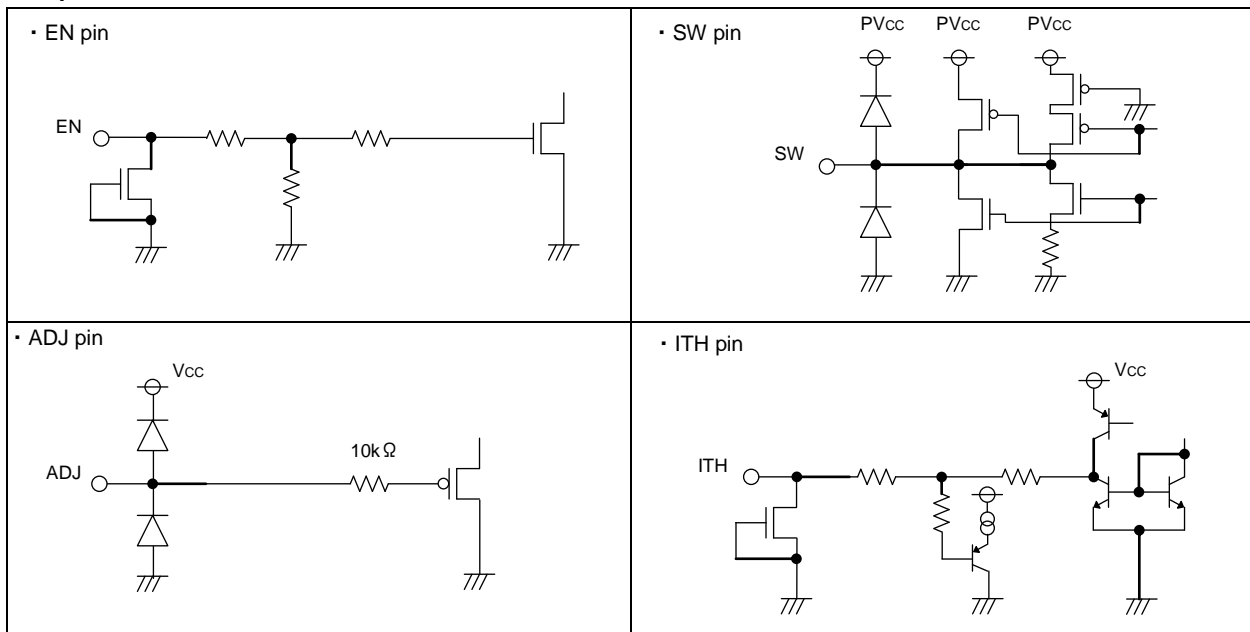 ・EN pin
EN
・SW pin
PVCC PVCC PVCC
SW
・ADJ pin
VCC
10kΩ
ADJ
・ITH pin
VCC
ITH